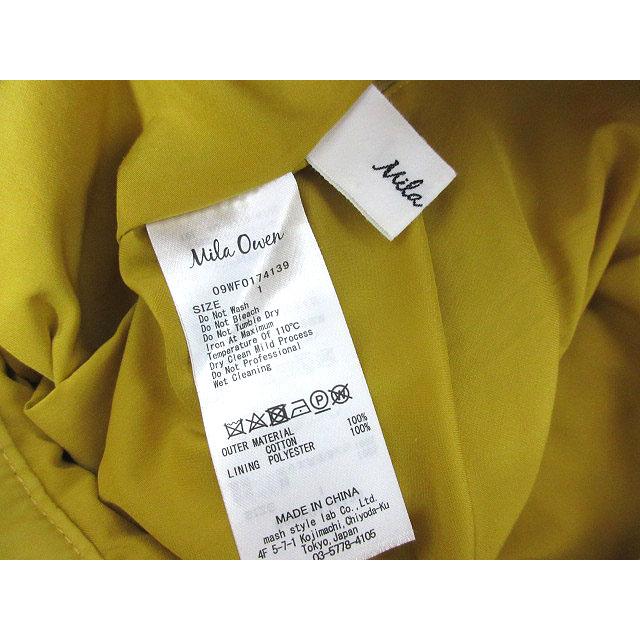 Mila
Mila Owen
09WF0174139
SIZE 1
Do Not Wash
Do Not Bleach
Do Not Tumble Dry
Iron At Maximum
Temperature Of 110℃
Dry Clean Mild Process
Do Not Professional
Wet Cleaning
OUTER MATERIAL
COTTON 100%
LINING POLYESTER 100%
MADE IN CHINA
mash style lab Co.,Ltd.
4F 5-7-1 Kojimachi,Chiyoda-Ku
Tokyo,Japan
03-5778-4105